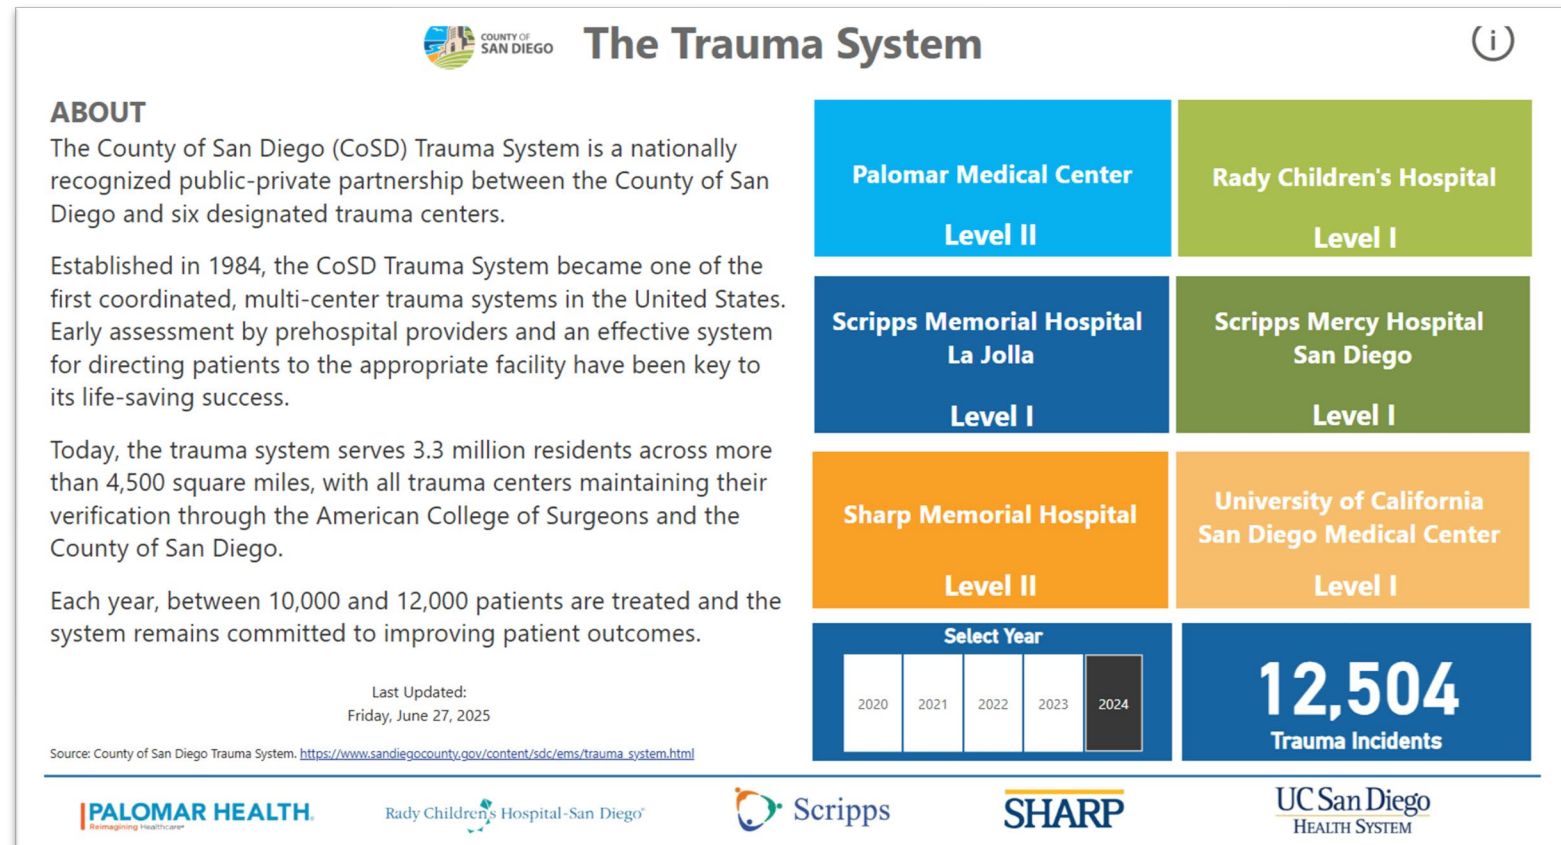 COUNTY OF
SAN DIEGO
The Trauma System
i
ABOUT
The County of San Diego (CoSD) Trauma System is a nationally
recognized public-private partnership between the County of San
Diego and six designated trauma centers.
Established in 1984, the CoSD Trauma System became one of the
first coordinated, multi-center trauma systems in the United States.
Early assessment by prehospital providers and an effective system
for directing patients to the appropriate facility have been key to
its life-saving success.
Today, the trauma system serves 3.3 million residents across more
than 4,500 square miles, with all trauma centers maintaining their
verification through the American College of Surgeons and the
County of San Diego.
Each year, between 10,000 and 12,000 patients are treated and the
system remains committed to improving patient outcomes.
Last Updated:
Friday, June 27, 2025
Source: County of San Diego Trauma System. https://www.sandiegocounty.gov/content/sdc/ems/trauma_system.html
Palomar Medical Center
Level II
Rady Children's Hospital
Level I
Scripps Memorial Hospital
La Jolla
Level I
Scripps Mercy Hospital
San Diego
Level I
Sharp Memorial Hospital
Level II
University of California
San Diego Medical Center
Level I
Select Year
2020 2021 2022 2023 2024
12,504
Trauma Incidents
PALOMAR HEALTH.
Reimagining Healthcare
Rady Children's Hospital-San Diego
Scripps
SHARP
UC San Diego
HEALTH SYSTEM